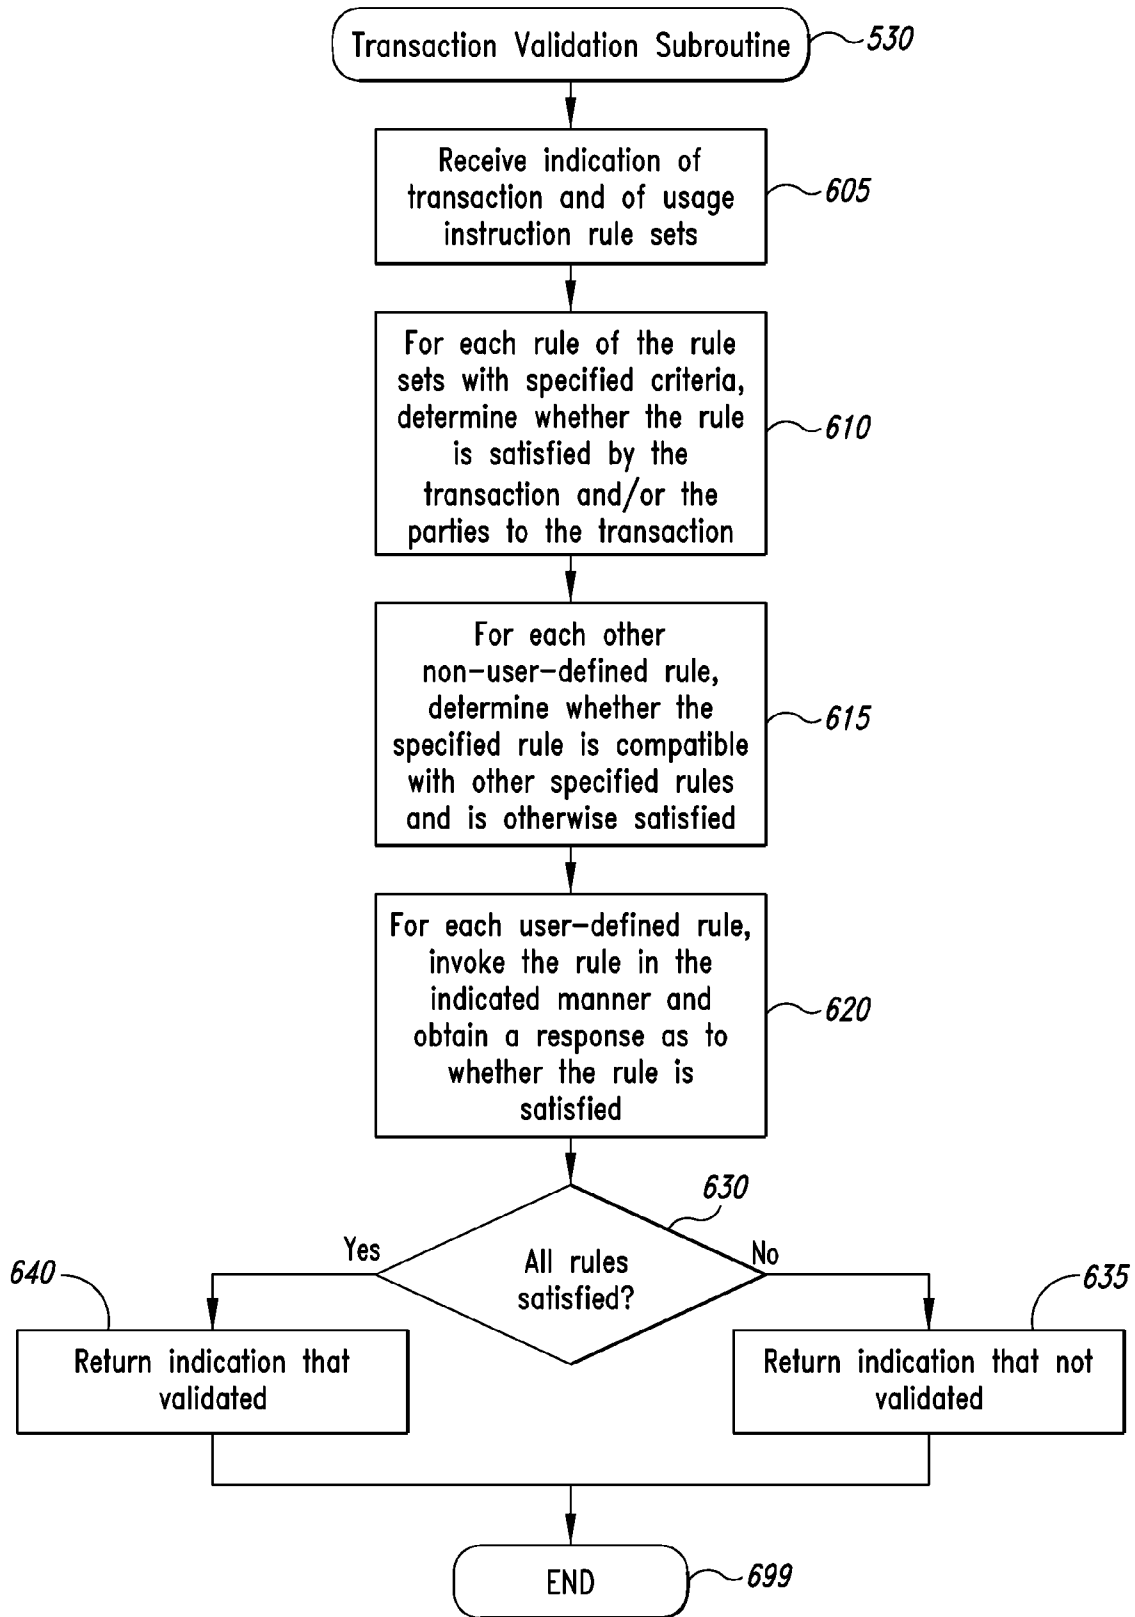 Transaction Validation Subroutine
530
Receive indication of
transaction and of usage
instruction rule sets
605
For each rule of the rule
sets with specified criteria,
determine whether the rule
is satisfied by the
transaction and/or the
parties to the transaction
610
For each other
non-user-defined rule,
determine whether the
specified rule is compatible
with other specified rules
and is otherwise satisfied
615
For each user-defined rule,
invoke the rule in the
indicated manner and
obtain a response as to
whether the rule is
satisfied
620
630
Yes
All rules
satisfied?
No
640
635
Return indication that
validated
Return indication that not
validated
END
699